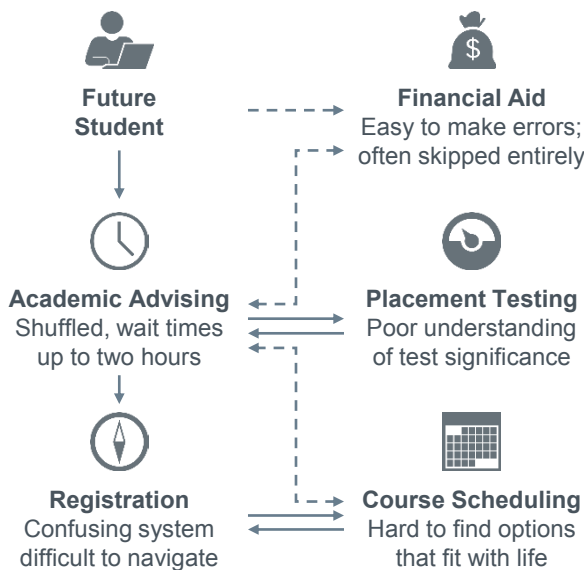 Future
Student
$
Financial Aid
Easy to make errors;
often skipped entirely
Academic Advising
Shuffled, wait times
up to two hours
Placement Testing
Poor understanding
of test significance
Registration
Confusing system
difficult to navigate
Course Scheduling
Hard to find options
that fit with life